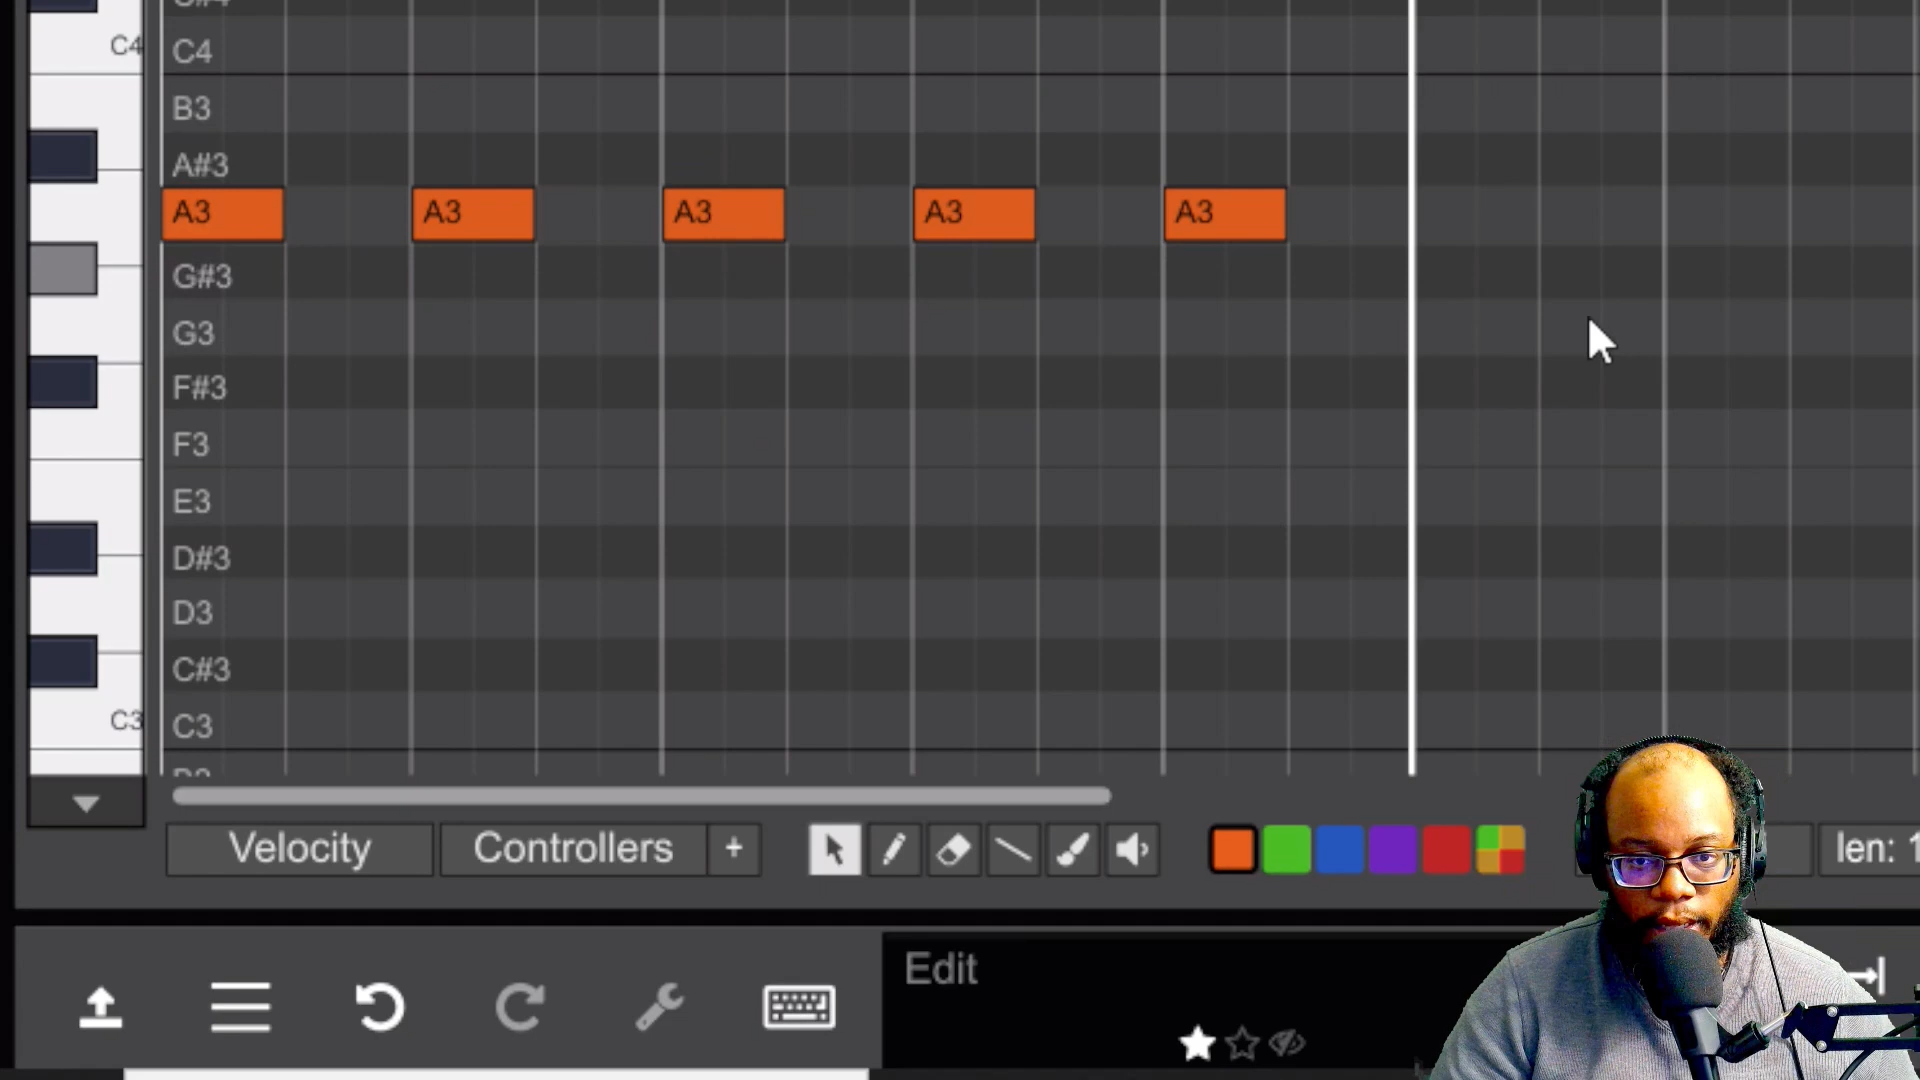 C4
C4
B3
A#3
A3 A3 A3 A3 A3
G#3
G3
F#3
F3
E3
D#3
D3
C#3
C3
C3
Velocity Controllers +
len: 1
Edit